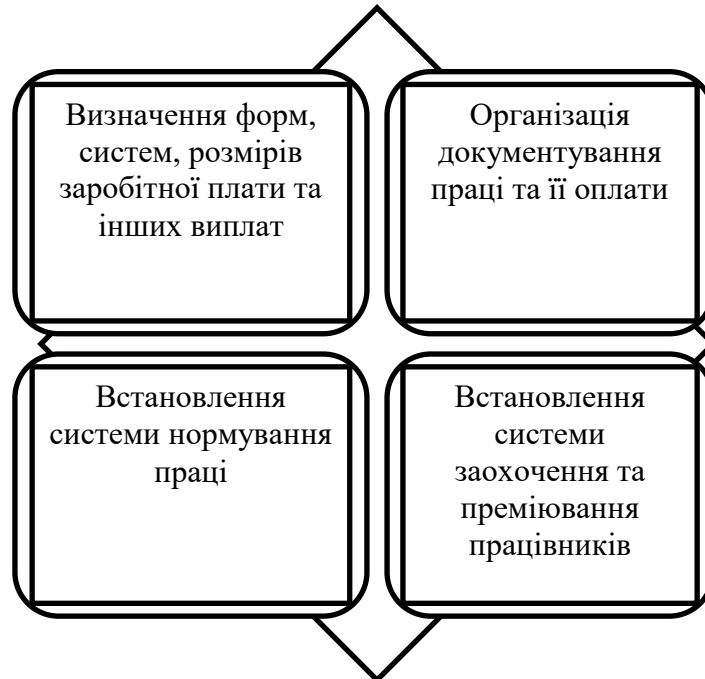 Визначення форм,
систем, розмірів
заробітної плати та
інших виплат
Організація
документування
праці та її оплати
Встановлення
системи нормування
праці
Встановлення
системи
заохочення та
преміювання
працівників